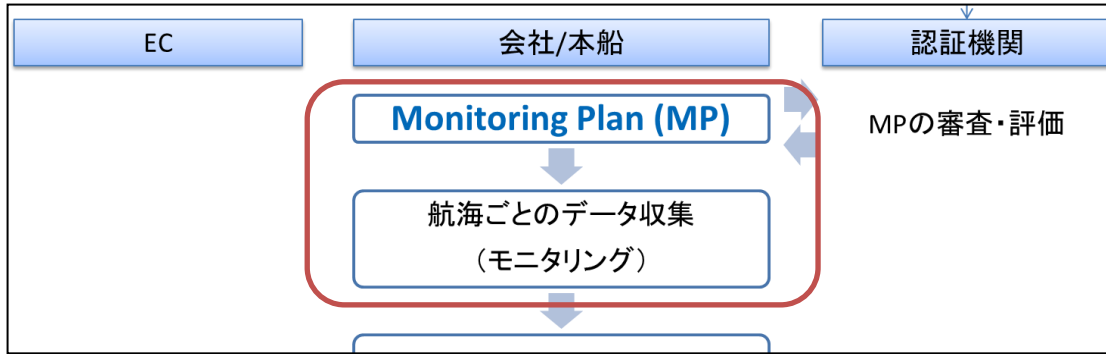 EC
会社/本船
認証機関
Monitoring Plan (MP)
MPの審査・評価
航海ごとのデータ収集
（モニタリング）